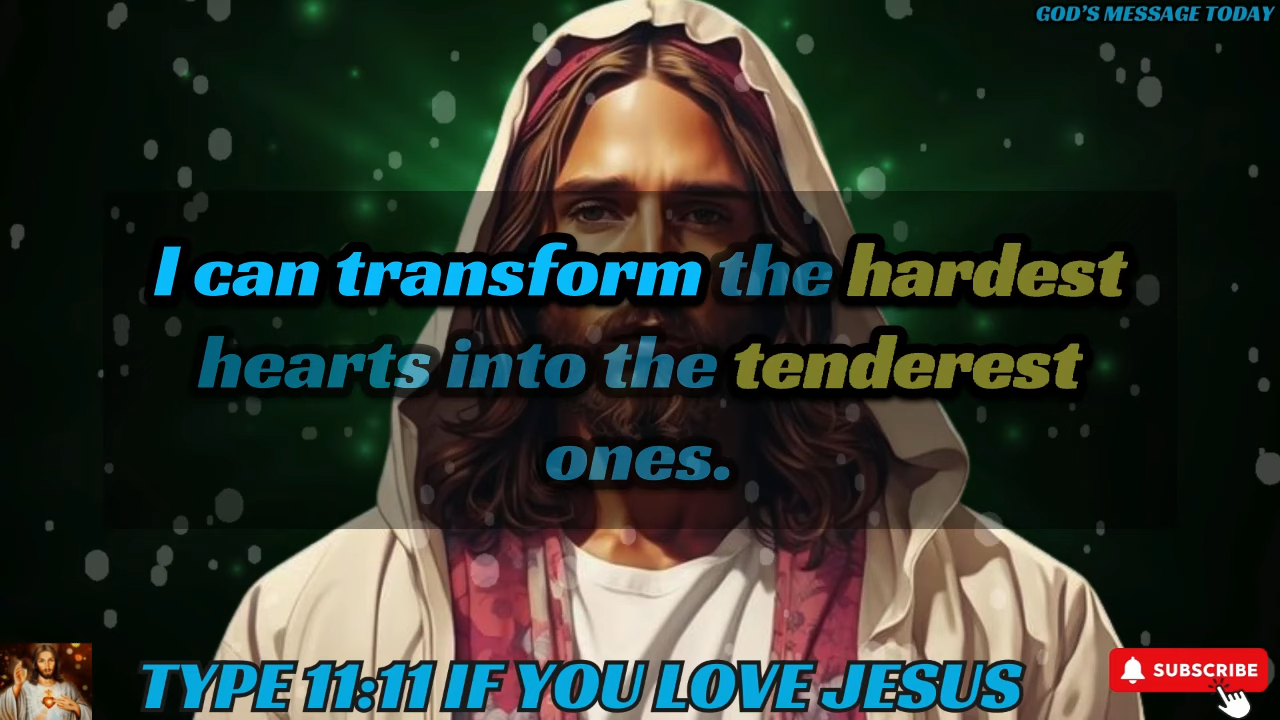 GOD'S MESSAGE TODAY
I can transform the hardest
hearts into the tenderest
ones.
TYPE 11:11 IF YOU LOVE JESUS
SUBSCRIBE